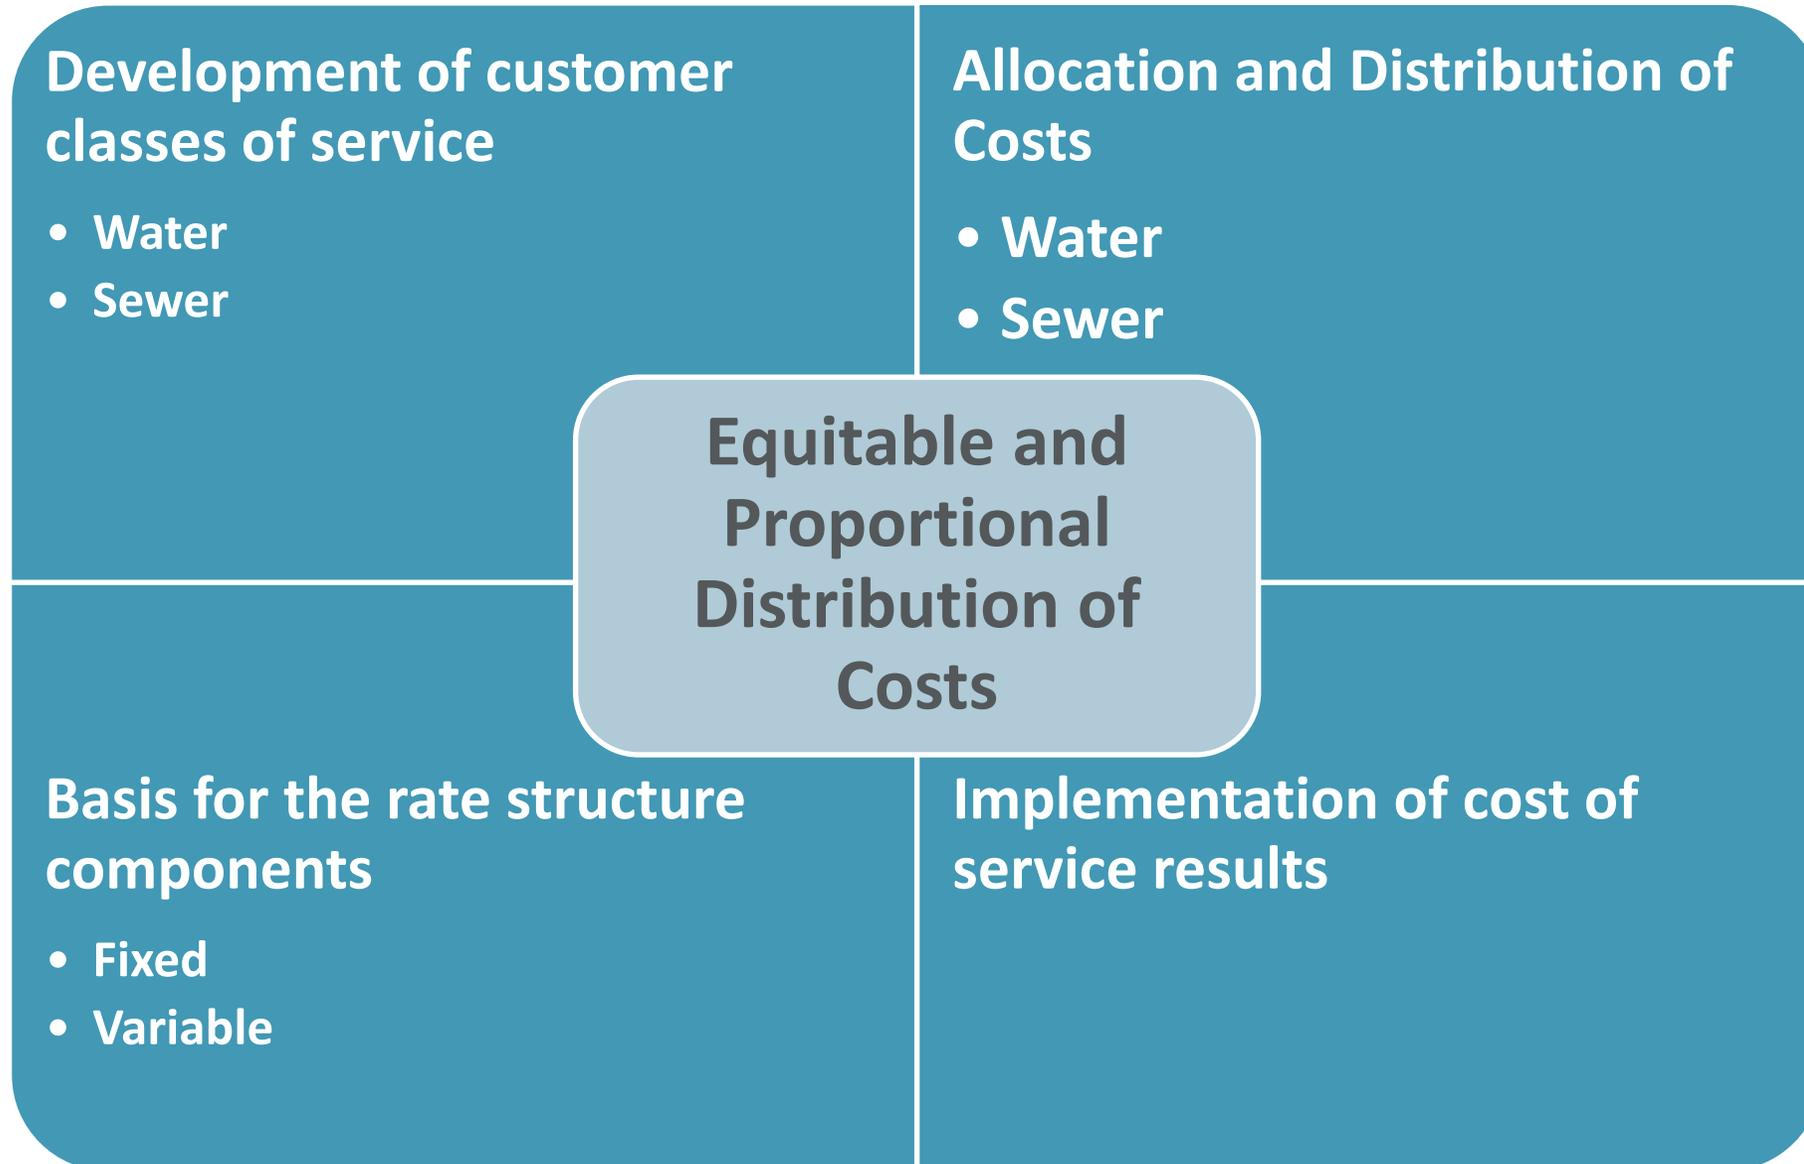 Development of customer
classes of service
• Water
• Sewer
Allocation and Distribution of
Costs
• Water
• Sewer
Equitable and
Proportional
Distribution of
Costs
Basis for the rate structure
components
• Fixed
• Variable
Implementation of cost of
service results